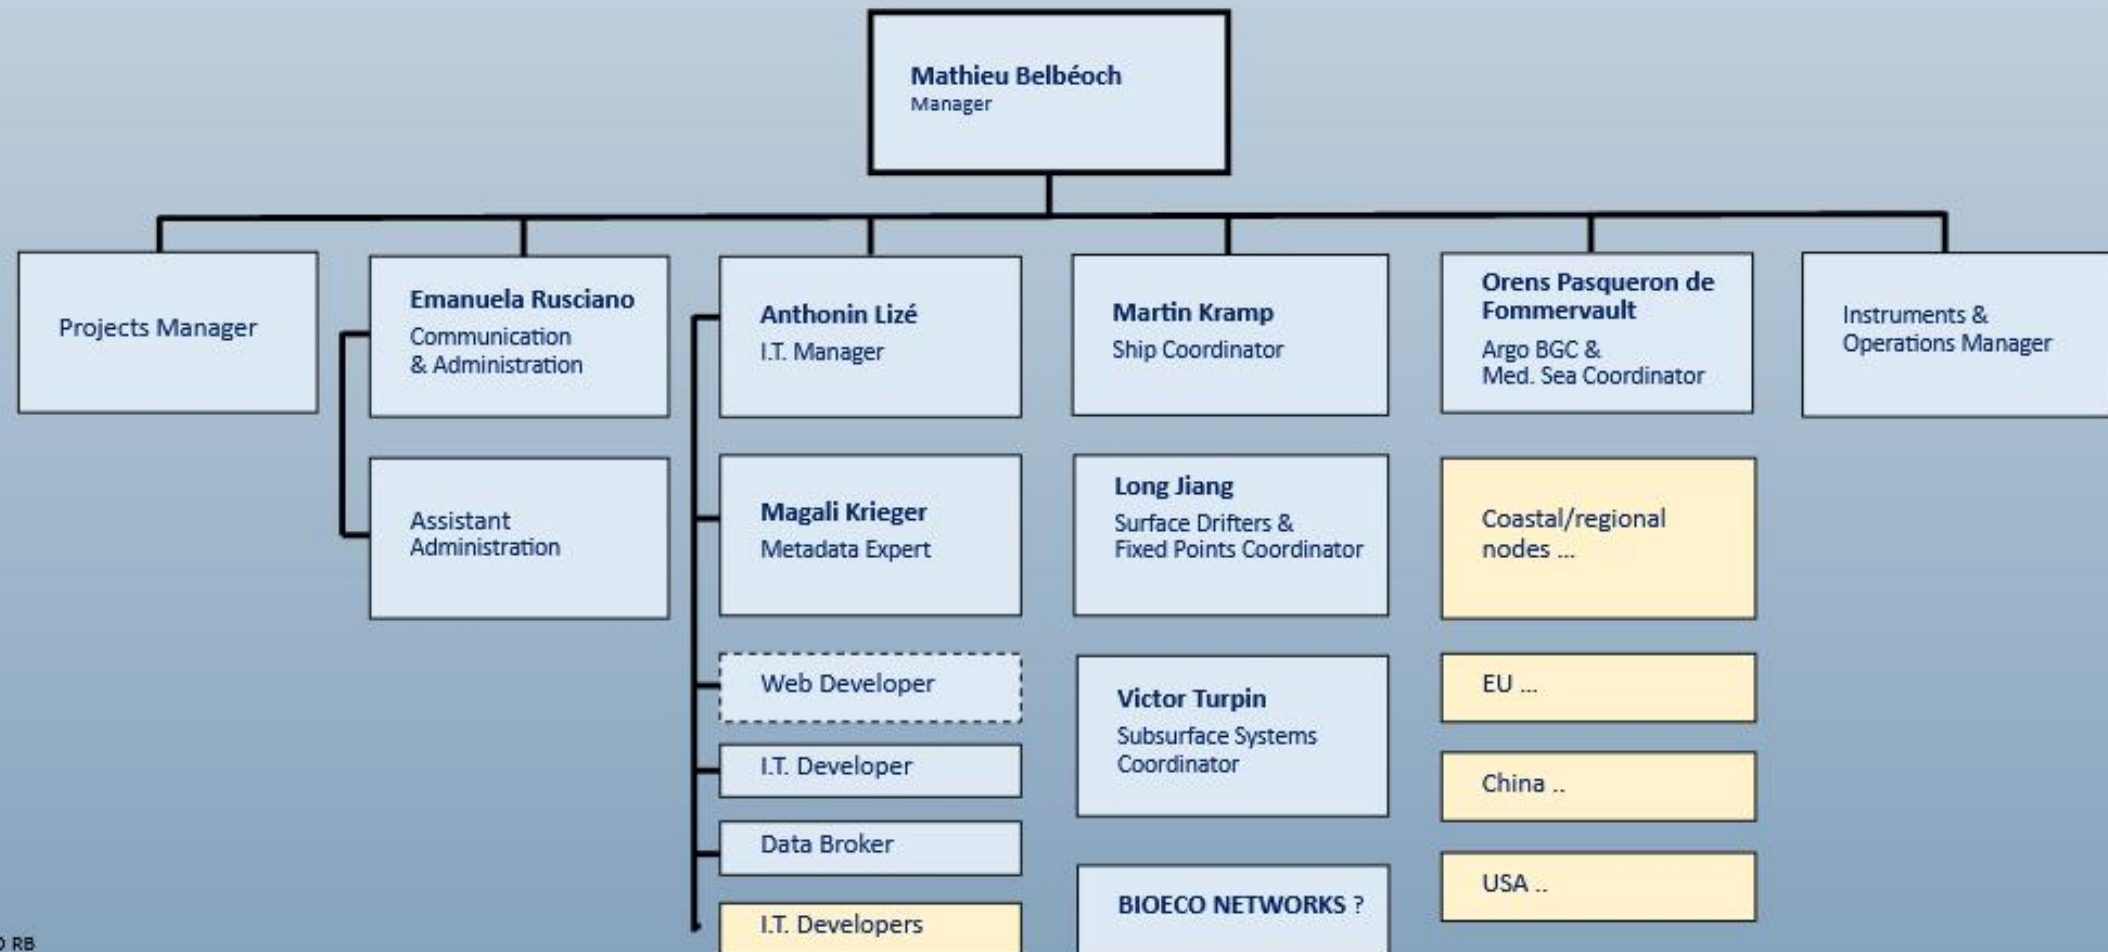 Mathieu Belbéoch
Manager
Projects Manager
Emanuela Rusciano
Communication
& Administration
Anthonin Lizé
I.T. Manager
Martin Kramp
Ship Coordinator
Orens Pasqueron de
Fommervault
Argo BGC &
Med. Sea Coordinator
Instruments &
Operations Manager
Assistant
Administration
Magali Krieger
Metadata Expert
Long Jiang
Surface Drifters &
Fixed Points Coordinator
Coastal/regional
nodes ...
Web Developer
I.T. Developer
Data Broker
I.T. Developers
Victor Turpin
Subsurface Systems
Coordinator
BIOECO NETWORKS ?
EU ...
China ..
USA ..
RB